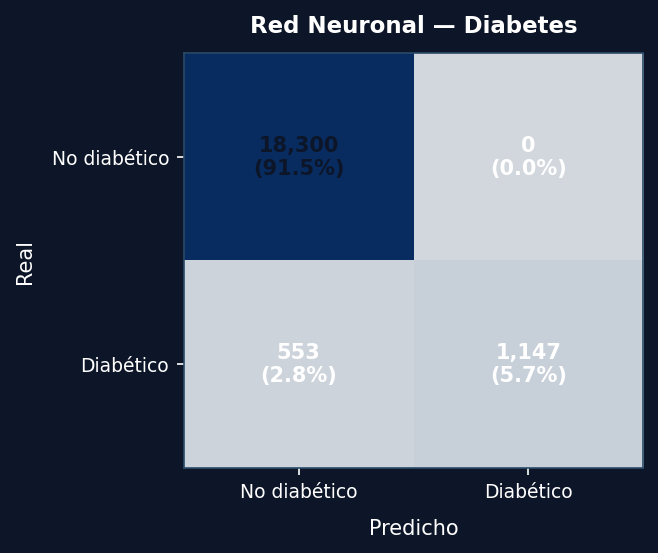 Red Neuronal — Diabetes
Real
No diabético
18,300
(91.5%)
0
(0.0%)
Diabético
553
(2.8%)
1,147
(5.7%)
No diabético
Diabético
Predicho